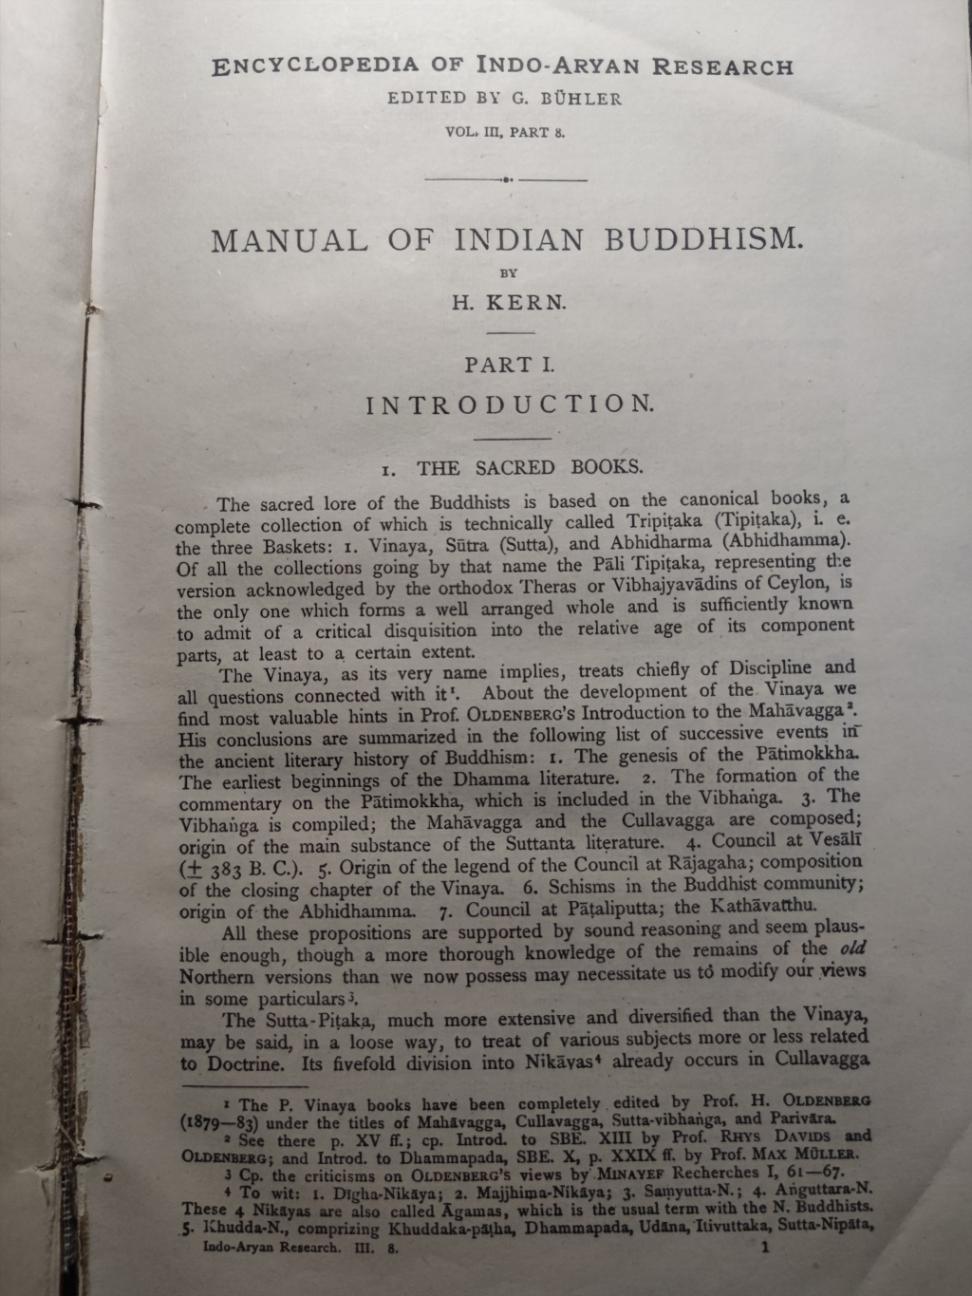 ENCYCLOPEDIA OF INDO-ARYAN RESEARCH
EDITED BY G. BÜHLER
VOL. III, PART 8.
MANUAL OF INDIAN BUDDHISM.
BY
H. KERN.
PART I.
INTRODUCTION.
1. THE SACRED BOOKS.
The sacred lore of the Buddhists is based on the canonical books, a
complete collection of which is technically called Tripiṭaka (Tipiṭaka), i. e.
the three Baskets: 1. Vinaya, Sūtra (Sutta), and Abhidharma (Abhidhamma).
Of all the collections going by that name the Pāli Tipiṭaka, representing the
version acknowledged by the orthodox Theras or Vibhajyavādins of Ceylon, is
the only one which forms a well arranged whole and is sufficiently known
to admit of a critical disquisition into the relative age of its component
parts, at least to a certain extent.
The Vinaya, as its very name implies, treats chiefly of Discipline and
all questions connected with it¹. About the development of the Vinaya we
find most valuable hints in Prof. OLDENBERG'S Introduction to the Mahāvagga².
His conclusions are summarized in the following list of successive events in
the ancient literary history of Buddhism: 1. The genesis of the Pātimokkha.
The earliest beginnings of the Dhamma literature. 2. The formation of the
commentary on the Pātimokkha, which is included in the Vibhaṅga. 3. The
Vibhaṅga is compiled; the Mahāvagga and the Cullavagga are composed;
origin of the main substance of the Suttanta literature. 4. Council at Vesālī
(± 383 B. C.). 5. Origin of the legend of the Council at Rājagaha; composition
of the closing chapter of the Vinaya. 6. Schisms in the Buddhist community;
origin of the Abhidhamma. 7. Council at Pāṭaliputta; the Kathāvatthu.
All these propositions are supported by sound reasoning and seem plaus-
ible enough, though a more thorough knowledge of the remains of the old
Northern versions than we now possess may necessitate us to modify our views
in some particulars³.
The Sutta-Piṭaka, much more extensive and diversified than the Vinaya,
may be said, in a loose way, to treat of various subjects more or less related
to Doctrine. Its fivefold division into Nikāyas⁴ already occurs in Cullavagga
¹ The P. Vinaya books have been completely edited by Prof. H. OLDENBERG
(1879—83) under the titles of Mahāvagga, Cullavagga, Sutta-vibhaṅga, and Parivāra.
² See there p. XV ff.; cp. Introd. to SBE. XIII by Prof. RHYS DAVIDS and
OLDENBERG; and Introd. to Dhammapada, SBE. X, p. XXIX ff. by Prof. MAX MÜLLER.
3 Cp. the criticisms on OLDENBERG'S views by MINAYEF Recherches I, 61—67.
⁴ To wit: 1. Dīgha-Nikāya; 2. Majjhima-Nikāya; 3. Saṃyutta-N.; 4. Aṅguttara-N.
These 4 Nikāyas are also called Āgamas, which is the usual term with the N. Buddhists.
5. Khudda-N., comprizing Khuddaka-pāṭha, Dhammapada, Udāna, Itivuttaka, Sutta-Nipāta,
Indo-Aryan Research. III. 8. 1